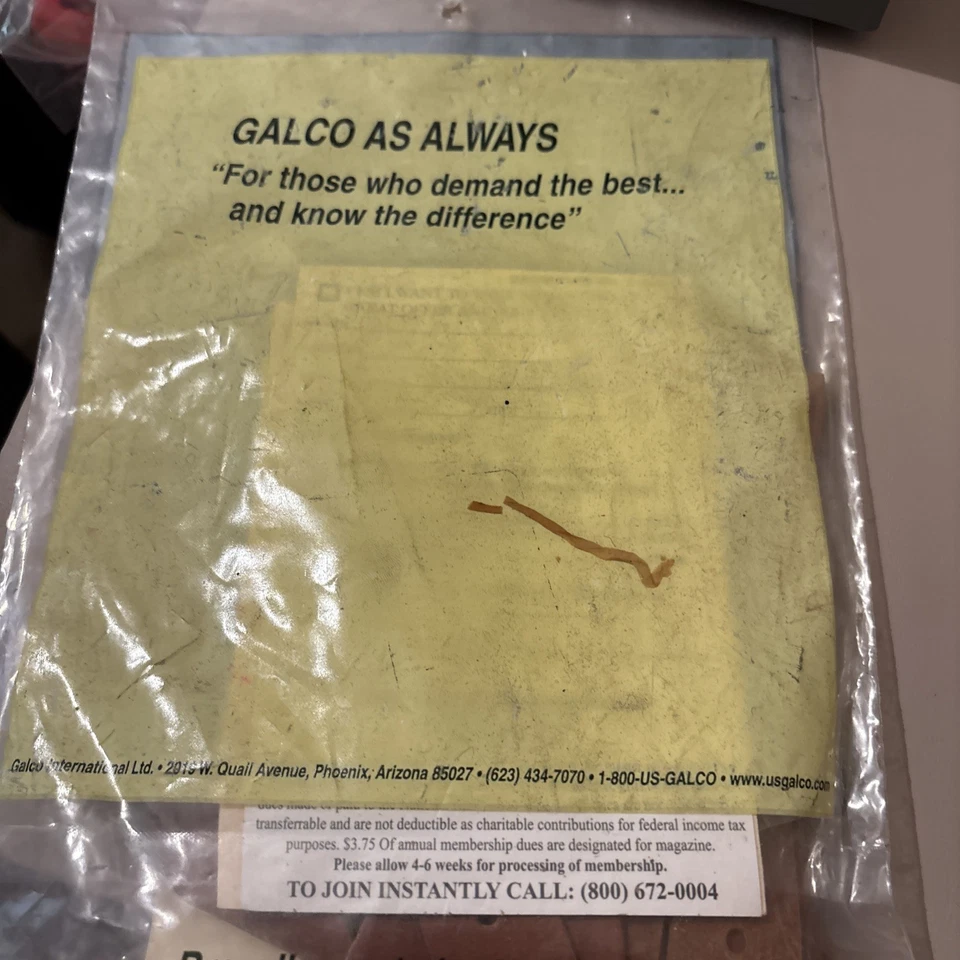 GALCO AS ALWAYS
“For those who demand the best...
and know the difference”
Galco International Ltd. • 2019 W. Quail Avenue, Phoenix, Arizona 85027 • (623) 434-7070 • 1-800-US-GALCO • www.usgalco.com
transferrable and are not deductible as charitable contributions for federal income tax
purposes. $3.75 Of annual membership dues are designated for magazine.
Please allow 4-6 weeks for processing of membership.
TO JOIN INSTANTLY CALL: (800) 672-0004